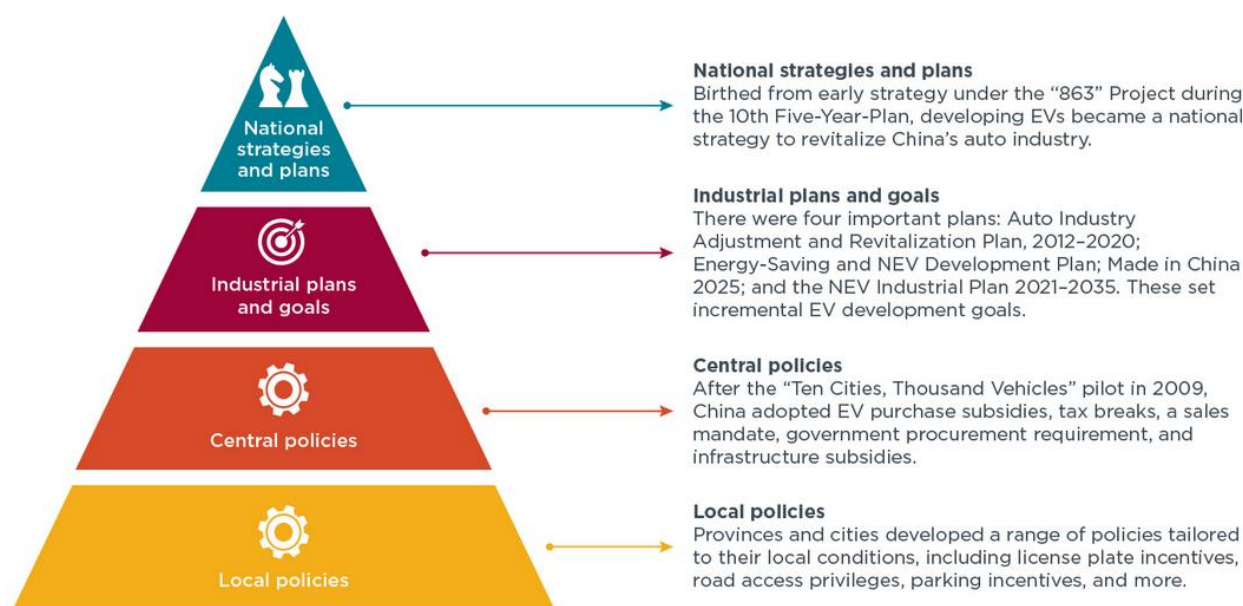 National
strategies
and plans
National strategies and plans
Birthed from early strategy under the “863” Project during
the 10th Five-Year-Plan, developing EVs became a national
strategy to revitalize China’s auto industry.
Industrial plans
and goals
Industrial plans and goals
There were four important plans: Auto Industry
Adjustment and Revitalization Plan, 2012–2020;
Energy-Saving and NEV Development Plan; Made in China
2025; and the NEV Industrial Plan 2021–2035. These set
incremental EV development goals.
Central policies
Central policies
After the “Ten Cities, Thousand Vehicles” pilot in 2009,
China adopted EV purchase subsidies, tax breaks, a sales
mandate, government procurement requirement, and
infrastructure subsidies.
Local policies
Local policies
Provinces and cities developed a range of policies tailored
to their local conditions, including license plate incentives,
road access privileges, parking incentives, and more.